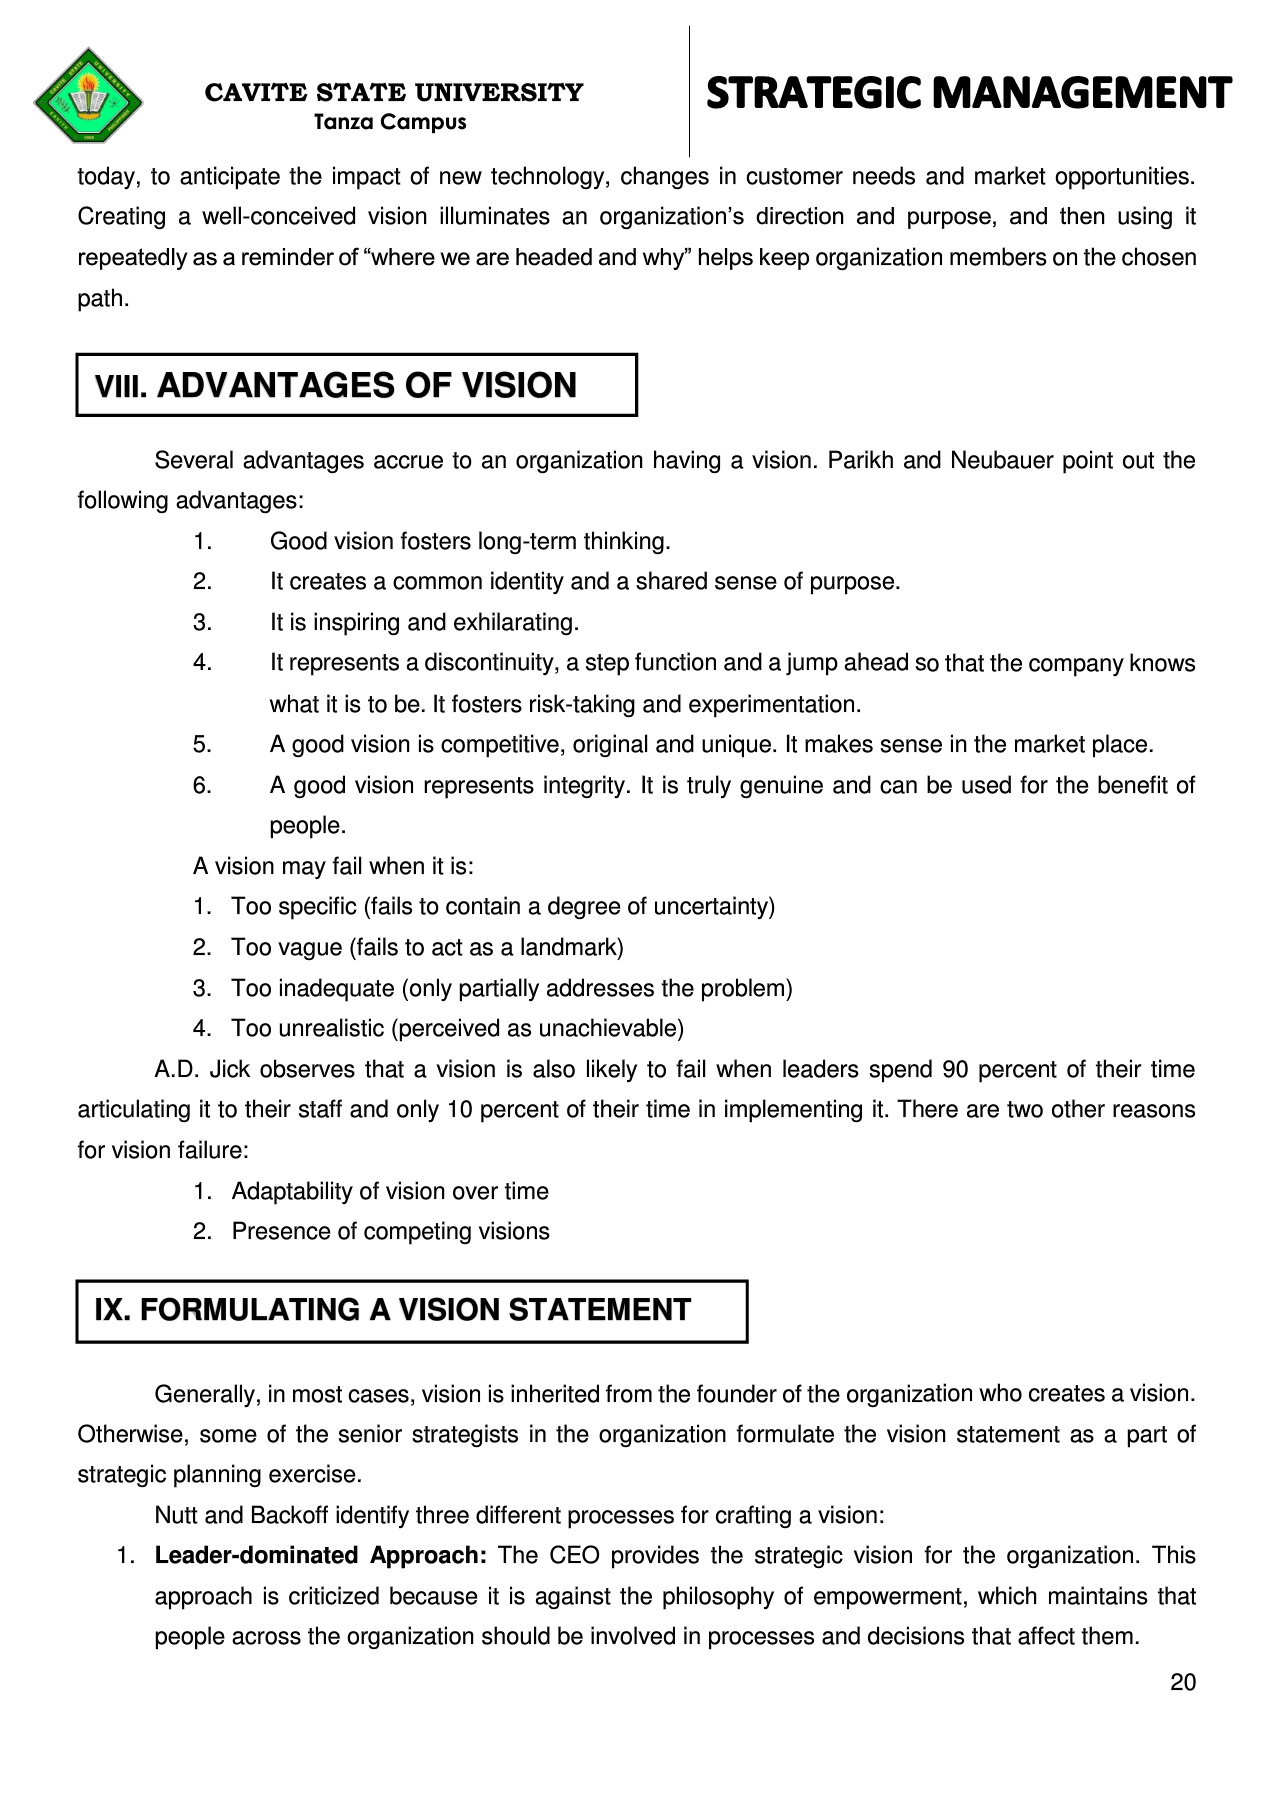 CAVITE STATE UNIVERSITY
Tanza Campus
STRATEGIC MANAGEMENT
today, to anticipate the impact of new technology, changes in customer needs and market opportunities.
Creating a well-conceived vision illuminates an organization’s direction and purpose, and then using it
repeatedly as a reminder of “where we are headed and why” helps keep organization members on the chosen
path.
VIII. ADVANTAGES OF VISION
Several advantages accrue to an organization having a vision. Parikh and Neubauer point out the
following advantages:
1. Good vision fosters long-term thinking.
2. It creates a common identity and a shared sense of purpose.
3. It is inspiring and exhilarating.
4. It represents a discontinuity, a step function and a jump ahead so that the company knows
what it is to be. It fosters risk-taking and experimentation.
5. A good vision is competitive, original and unique. It makes sense in the market place.
6. A good vision represents integrity. It is truly genuine and can be used for the benefit of
people.
A vision may fail when it is:
1. Too specific (fails to contain a degree of uncertainty)
2. Too vague (fails to act as a landmark)
3. Too inadequate (only partially addresses the problem)
4. Too unrealistic (perceived as unachievable)
A.D. Jick observes that a vision is also likely to fail when leaders spend 90 percent of their time
articulating it to their staff and only 10 percent of their time in implementing it. There are two other reasons
for vision failure:
1. Adaptability of vision over time
2. Presence of competing visions
IX. FORMULATING A VISION STATEMENT
Generally, in most cases, vision is inherited from the founder of the organization who creates a vision.
Otherwise, some of the senior strategists in the organization formulate the vision statement as a part of
strategic planning exercise.
Nutt and Backoff identify three different processes for crafting a vision:
1. Leader-dominated Approach: The CEO provides the strategic vision for the organization. This
approach is criticized because it is against the philosophy of empowerment, which maintains that
people across the organization should be involved in processes and decisions that affect them.
20